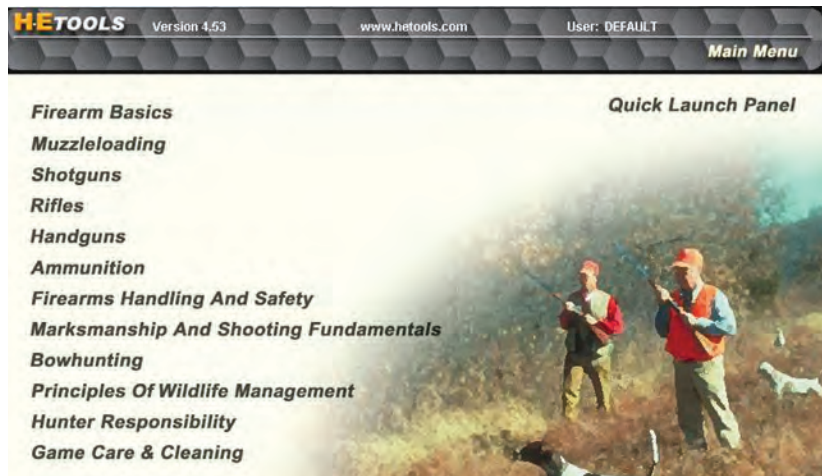 HETOOLS Version 4.53 www.hetools.com User: DEFAULT
Main Menu
Quick Launch Panel
Firearm Basics
Muzzleloading
Shotguns
Rifles
Handguns
Ammunition
Firearms Handling And Safety
Marksmanship And Shooting Fundamentals
Bowhunting
Principles Of Wildlife Management
Hunter Responsibility
Game Care & Cleaning